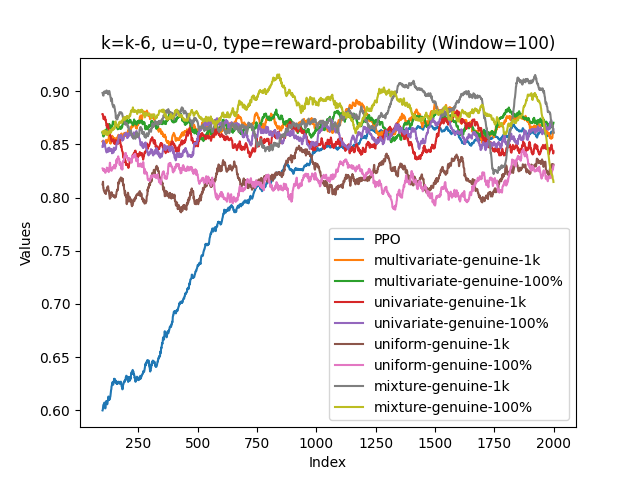 k=k-6, u=u-0, type=reward-probability (Window=100)
0.90
0.85
0.80
0.75
0.70
0.65
0.60
Values
PPO
multivariate-genuine-1k
multivariate-genuine-100%
univariate-genuine-1k
univariate-genuine-100%
uniform-genuine-1k
uniform-genuine-100%
mixture-genuine-1k
mixture-genuine-100%
250 500 750 1000 1250 1500 1750 2000
Index